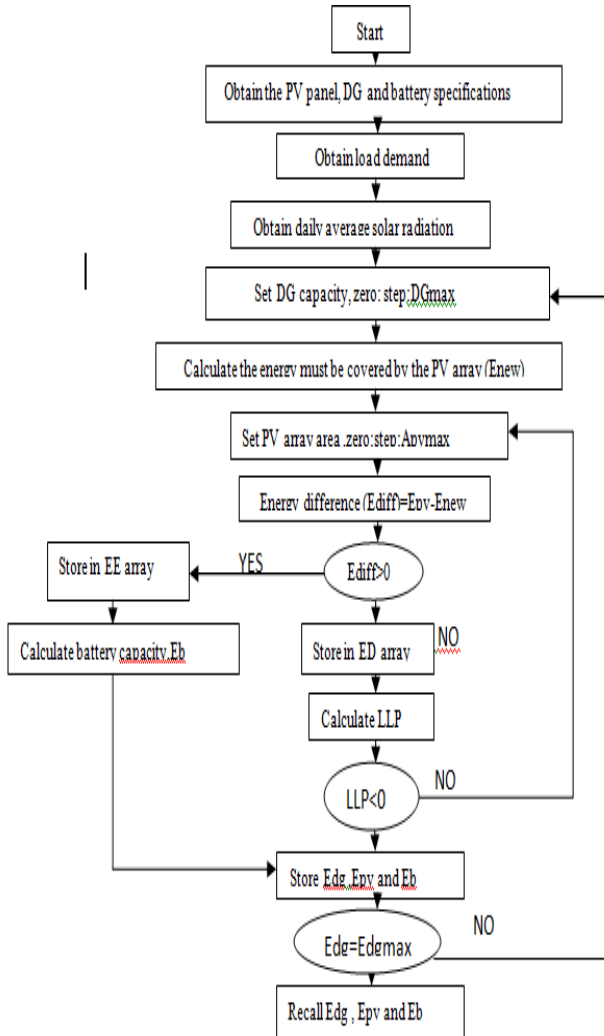 Start
Obtain the PV panel, DG and battery specifications
Obtain load demand
Obtain daily average solar radiation
Set DG capacity, zero: step:DGmax
Calculate the energy must be covered by the PV array (Enew)
Set PV array area ,zero:step:Apvmax
Energy difference (Ediff)=Epv-Enew
Ediff>0
YES
Store in EE array
Calculate battery capacity,Eb
NO
Store in ED array
Calculate LLP
LLP<0
NO
Store Edg ,Epv and Eb
Edg=Edgmax
NO
Recall Edg , Epv and Eb